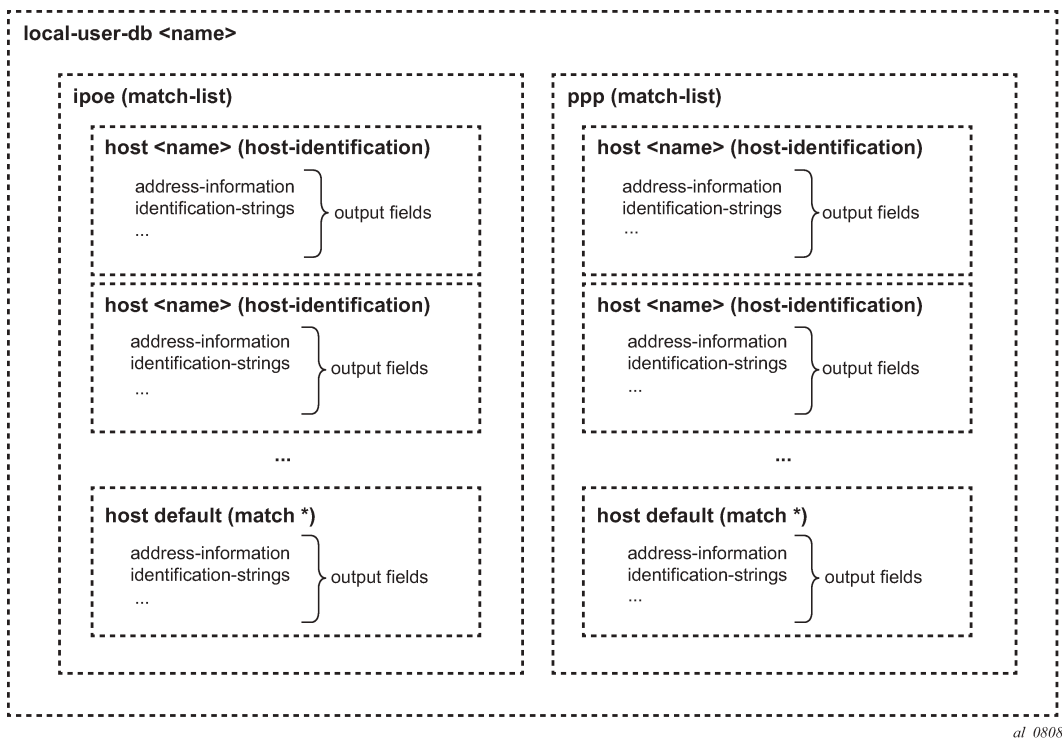 local-user-db <name>
ipoe (match-list)
host <name> (host-identification)
address-information
identification-strings
...
output fields
host <name> (host-identification)
address-information
identification-strings
...
output fields
...
host default (match *)
address-information
identification-strings
...
output fields
ppp (match-list)
host <name> (host-identification)
address-information
identification-strings
...
output fields
host <name> (host-identification)
address-information
identification-strings
...
output fields
...
host default (match *)
address-information
identification-strings
...
output fields
al_0808